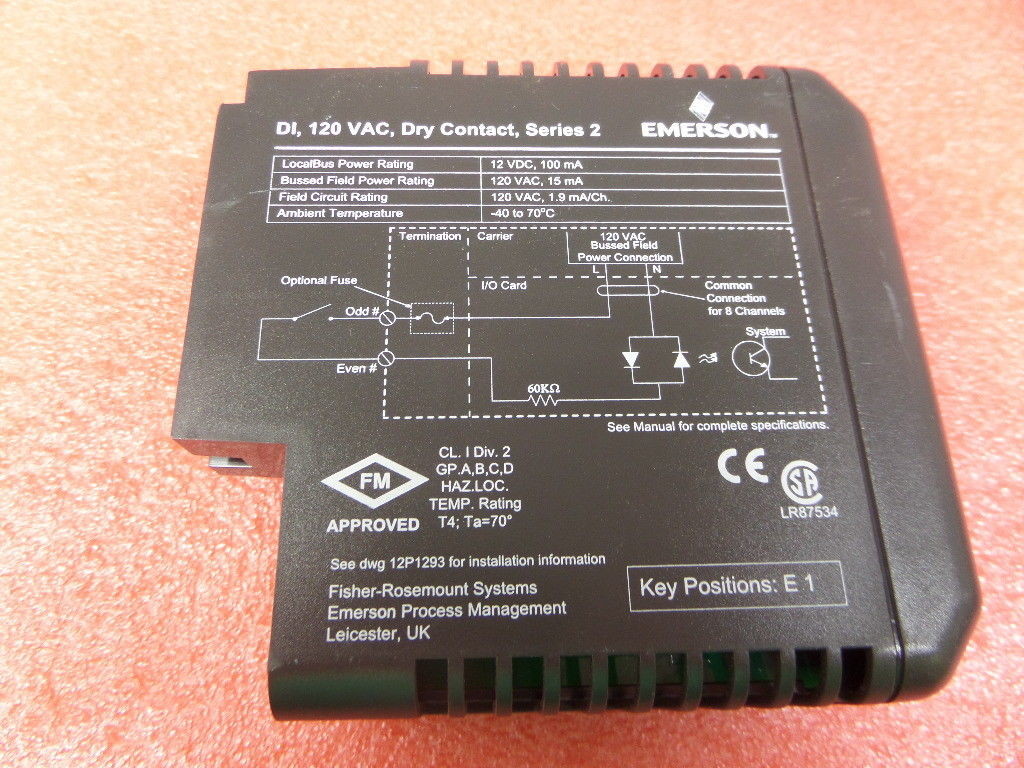 DI, 120 VAC, Dry Contact, Series 2
EMERSON™
LocalBus Power Rating 12 VDC, 100 mA
Bussed Field Power Rating 120 VAC, 15 mA
Field Circuit Rating 120 VAC, 1.9 mA/Ch.
Ambient Temperature -40 to 70°C
Termination Carrier
120 VAC
Bussed Field
Power Connection
L N
Optional Fuse
I/O Card
Common
Connection
for 8 Channels
Odd #
System
Even #
60KΩ
See Manual for complete specifications.
FM
APPROVED
CL. I Div. 2
GP.A,B,C,D
HAZ.LOC.
TEMP. Rating
T4; Ta=70°
CE
SA
LR87534
See dwg 12P1293 for installation information
Fisher-Rosemount Systems
Emerson Process Management
Leicester, UK
Key Positions: E 1